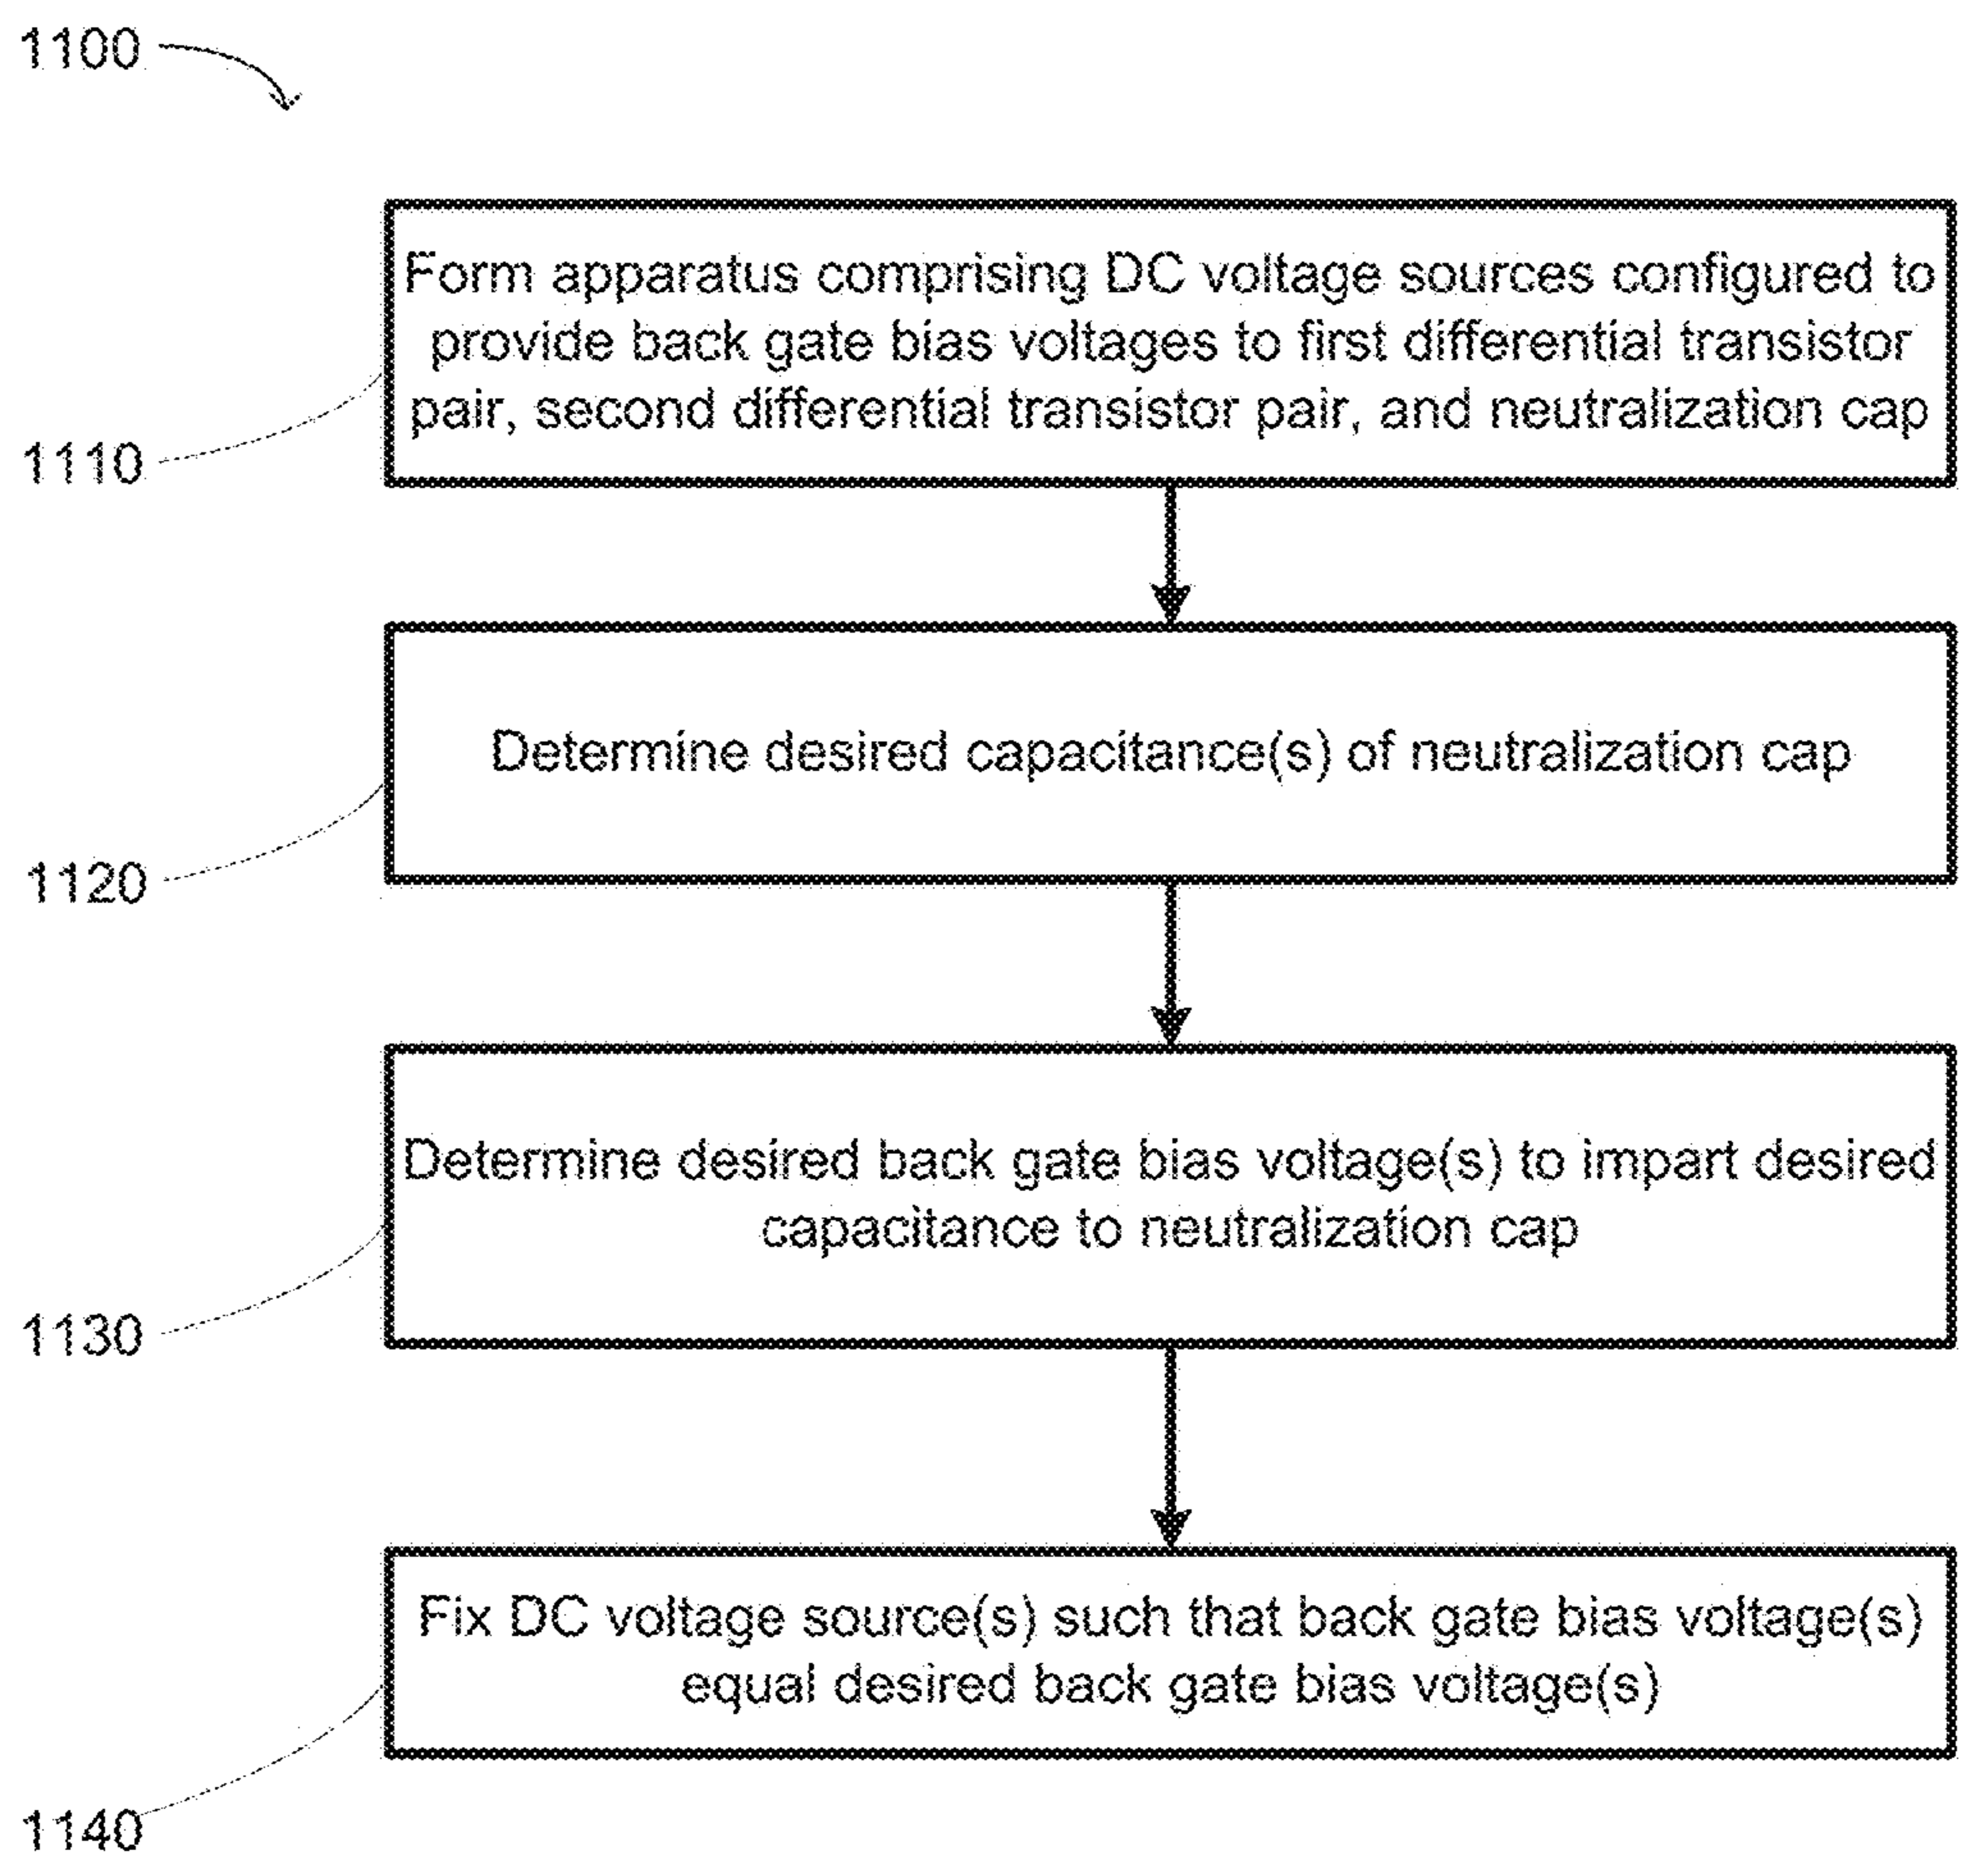 1100
Form apparatus comprising DC voltage sources configured to
provide back gate bias voltages to first differential transistor
pair, second differential transistor pair, and neutralization cap
1110
Determine desired capacitance(s) of neutralization cap
1120
Determine desired back gate bias voltage(s) to impart desired
capacitance to neutralization cap
1130
Fix DC voltage source(s) such that back gate bias voltage(s)
equal desired back gate bias voltage(s)
1140